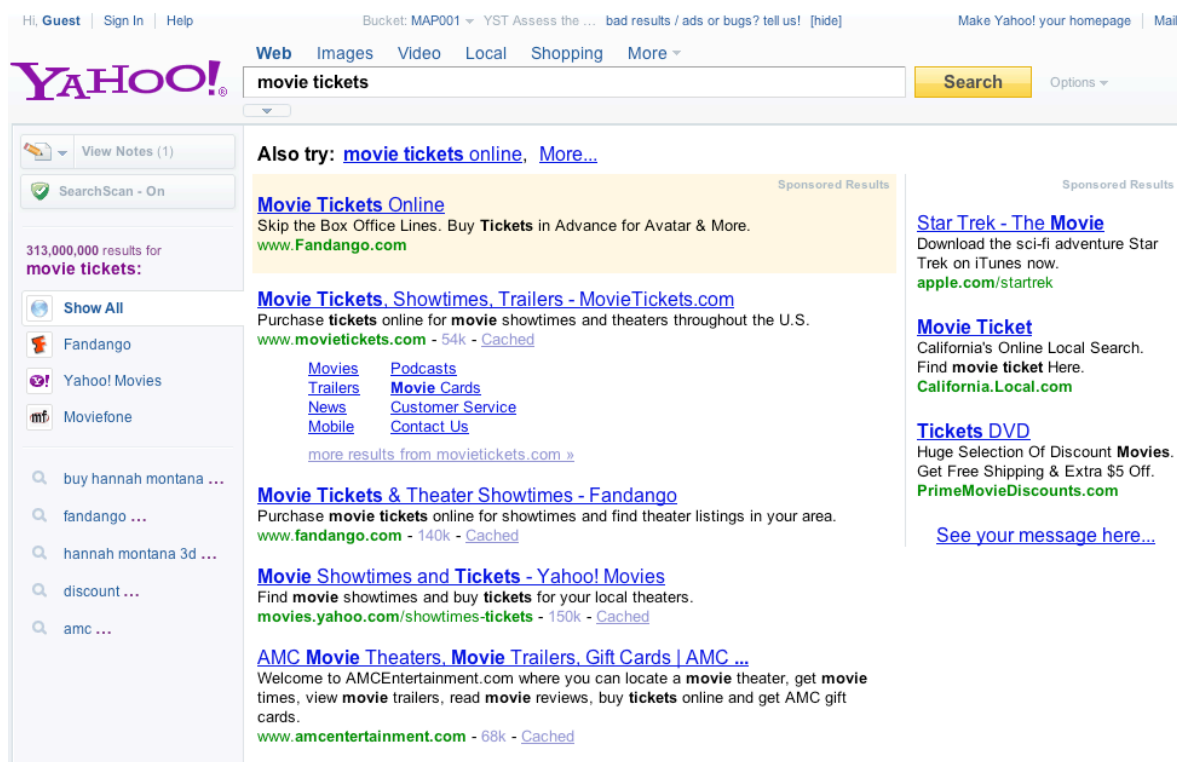 Hi, Guest | Sign In | Help
Bucket: MAP001 YST Assess the ... bad results / ads or bugs? tell us! [hide]
Make Yahoo! your homepage | Mail
YAHOO!®
Web Images Video Local Shopping More
movie tickets
Search
Options
View Notes (1)
SearchScan - On
313,000,000 results for
movie tickets:
Show All
Fandango
Yahoo! Movies
mf Moviefone
buy hannah montana ...
fandango ...
hannah montana 3d ...
discount ...
amc ...
Also try: movie tickets online, More...
Sponsored Results
Movie Tickets Online
Skip the Box Office Lines. Buy Tickets in Advance for Avatar & More.
www.Fandango.com
Movie Tickets, Showtimes, Trailers - MovieTickets.com
Purchase tickets online for movie showtimes and theaters throughout the U.S.
www.movietickets.com - 54k - Cached
Movies Podcasts
Trailers Movie Cards
News Customer Service
Mobile Contact Us
more results from movietickets.com »
Movie Tickets & Theater Showtimes - Fandango
Purchase movie tickets online for showtimes and find theater listings in your area.
www.fandango.com - 140k - Cached
Movie Showtimes and Tickets - Yahoo! Movies
Find movie showtimes and buy tickets for your local theaters.
movies.yahoo.com/showtimes-tickets - 150k - Cached
AMC Movie Theaters, Movie Trailers, Gift Cards | AMC ...
Welcome to AMCEntertainment.com where you can locate a movie theater, get movie
times, view movie trailers, read movie reviews, buy tickets online and get AMC gift
cards.
www.amcentertainment.com - 68k - Cached
Sponsored Results
Star Trek - The Movie
Download the sci-fi adventure Star
Trek on iTunes now.
apple.com/startrek
Movie Ticket
California's Online Local Search.
Find movie ticket Here.
California.Local.com
Tickets DVD
Huge Selection Of Discount Movies.
Get Free Shipping & Extra $5 Off.
PrimeMovieDiscounts.com
See your message here...